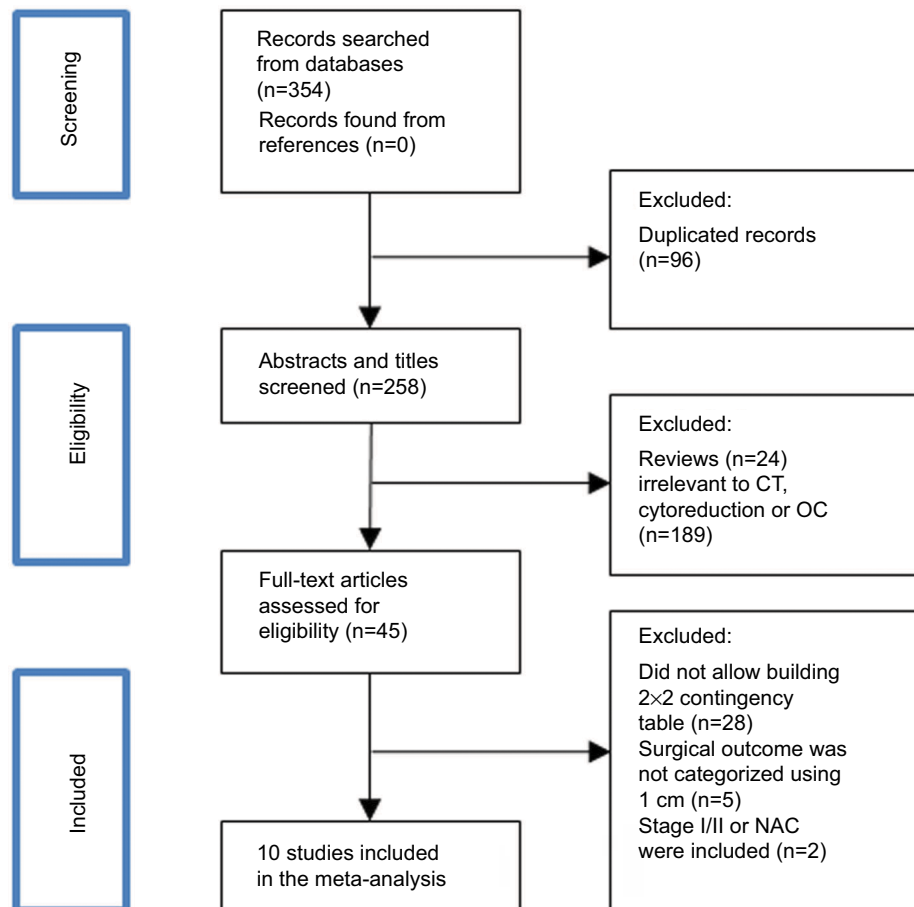 Screening
Records searched
from databases
(n=354)
Records found from
references (n=0)
Excluded:
Duplicated records
(n=96)
Eligibility
Abstracts and titles
screened (n=258)
Excluded:
Reviews (n=24)
irrelevant to CT,
cytoreduction or OC
(n=189)
Full-text articles
assessed for
eligibility (n=45)
Excluded:
Did not allow building
2×2 contingency
table (n=28)
Surgical outcome was
not categorized using
1 cm (n=5)
Stage I/II or NAC
were included (n=2)
Included
10 studies included
in the meta-analysis